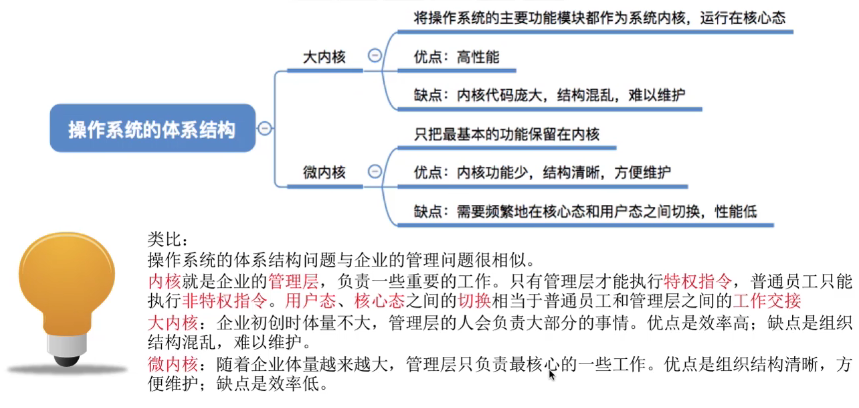 将操作系统的主要功能模块都作为系统内核，运行在核心态
大内核
优点：高性能
缺点：内核代码庞大，结构混乱，难以维护
操作系统的体系结构
只把最基本的功能保留在内核
微内核
优点：内核功能少，结构清晰，方便维护
缺点：需要频繁地在核心态和用户态之间切换，性能低
类比：
操作系统的体系结构问题与企业的管理问题很相似。
内核就是企业的管理层，负责一些重要的工作。只有管理层才能执行特权指令，普通员工只能
执行非特权指令。用户态、核心态之间的切换相当于普通员工和管理层之间的工作交接
大内核：企业初创时体量不大，管理层的人会负责大部分的事情。优点是效率高；缺点是组织
结构混乱，难以维护。
微内核：随着企业体量越来越大，管理层只负责最核心的一些工作。优点是组织结构清晰，方
便维护；缺点是效率低。